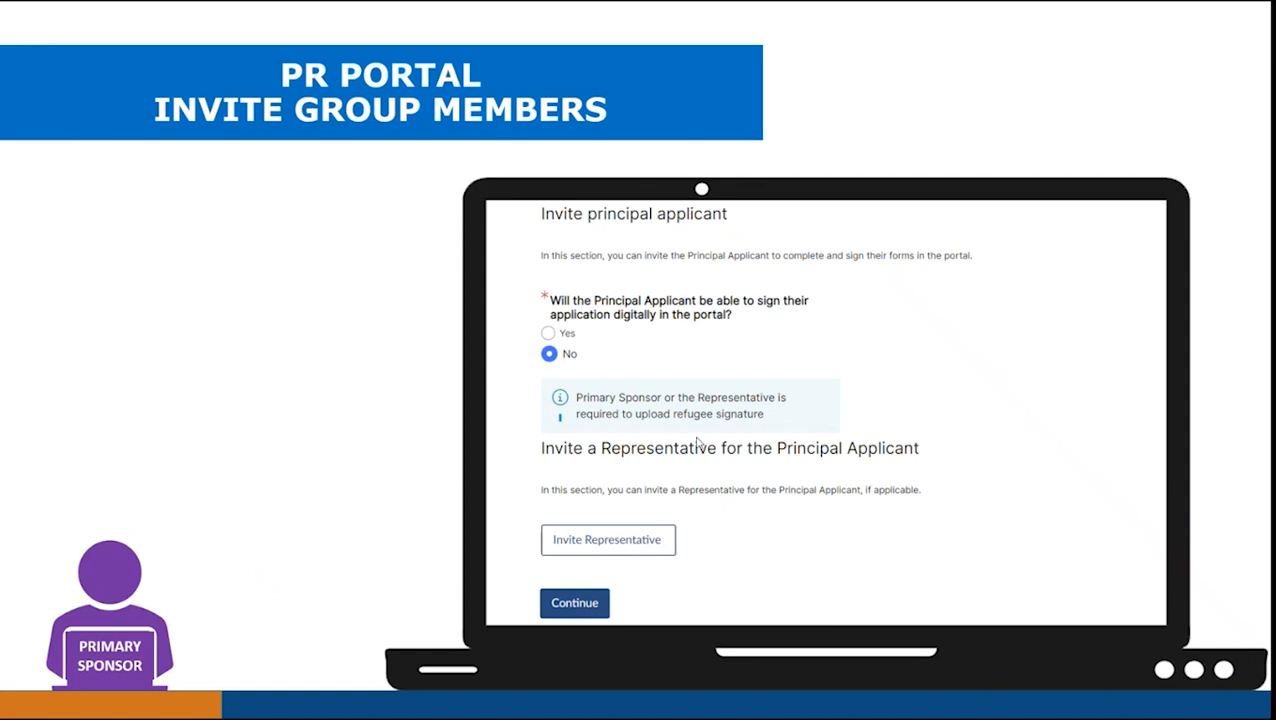 PR PORTAL
INVITE GROUP MEMBERS
Invite principal applicant
In this section, you can invite the Principal Applicant to complete and sign their forms in the portal.
* Will the Principal Applicant be able to sign their
application digitally in the portal?
Yes
No
Primary Sponsor or the Representative is
required to upload refugee signature
Invite a Representative for the Principal Applicant
In this section, you can invite a Representative for the Principal Applicant, if applicable.
Invite Representative
Continue
PRIMARY
SPONSOR